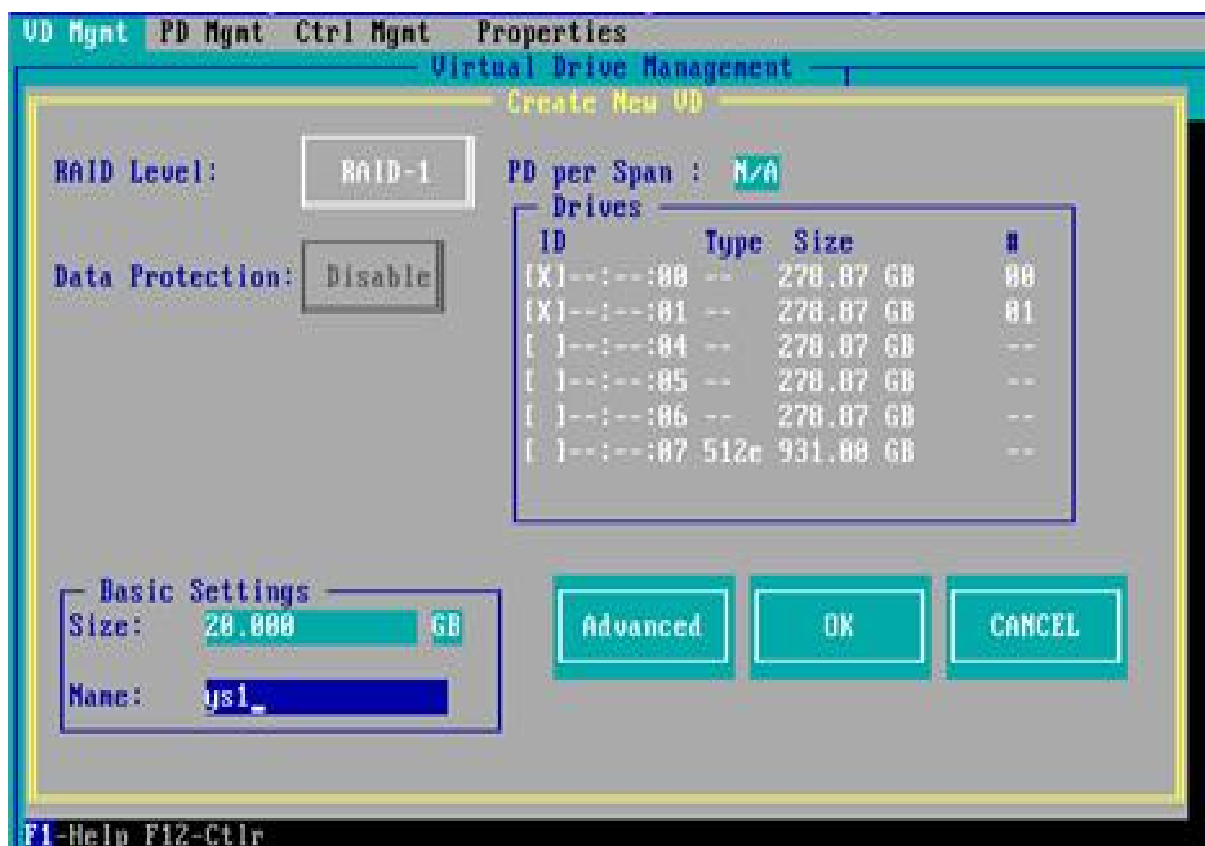 VD Mgmt PD Mgmt Ctrl Mgmt Properties
Virtual Drive Management
Create New VD
RAID Level: RAID-1 PD per Span : N/A
Drives
ID Type Size #
Data Protection: Disable
[X]--:--:00 -- 278.87 GB 00
[X]--:--:01 -- 278.87 GB 01
[ ]--:--:04 -- 278.87 GB --
[ ]--:--:05 -- 278.87 GB --
[ ]--:--:06 -- 278.87 GB --
[ ]--:--:07 512e 931.00 GB --
Basic Settings
Size: 20.000 GB
Name: ysl_
Advanced OK CANCEL
F1-Help F12-Ctlr